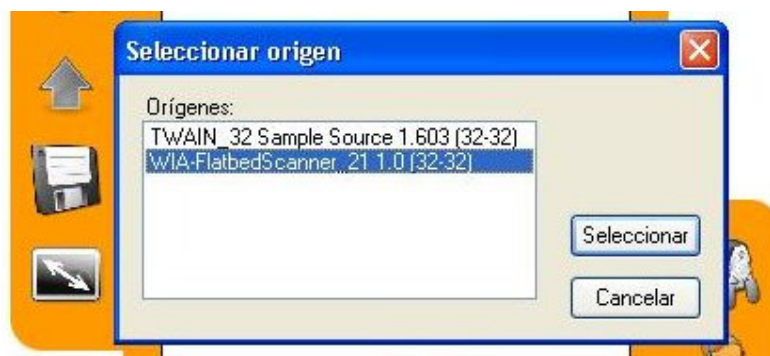 Seleccionar origen
Orígenes:
TWAIN_32 Sample Source 1.603 (32-32)
WIA-FlatbedScanner_21 1.0 (32-32)
Seleccionar
Cancelar